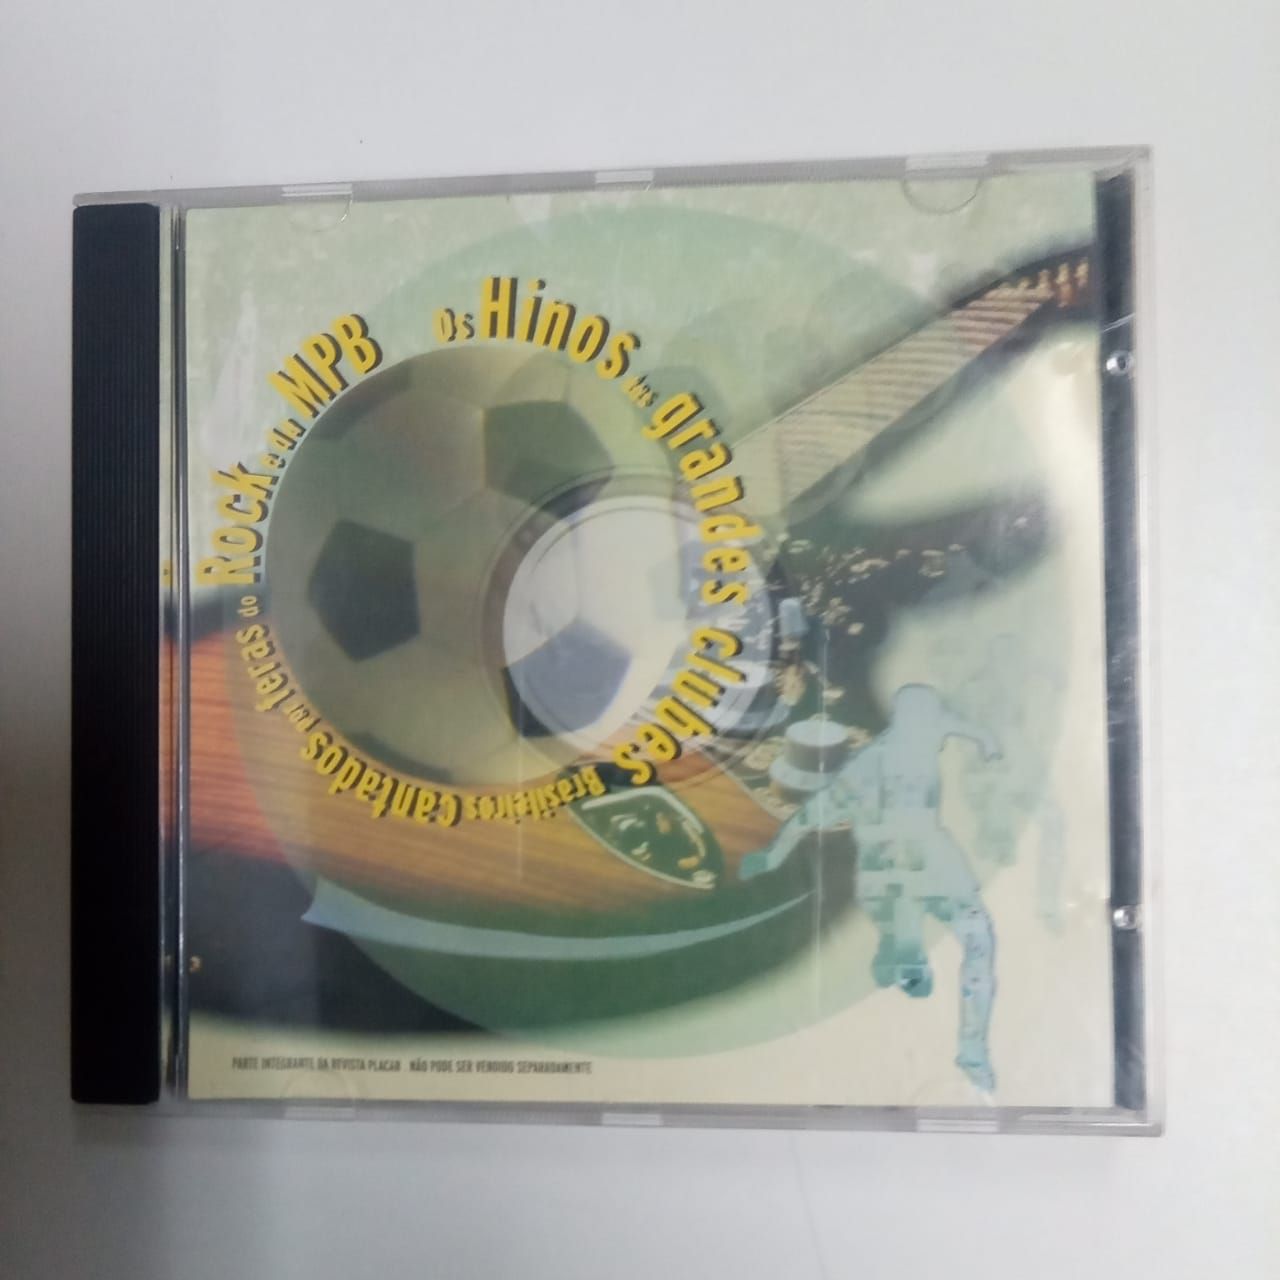 Os Hinos dos grandes clubes Brasileiros Cantados por feras do Rock e da MPB
PARTE INTEGRANTE DA REVISTA PLACAR . NÃO PODE SER VENDIDO SEPARADAMENTE